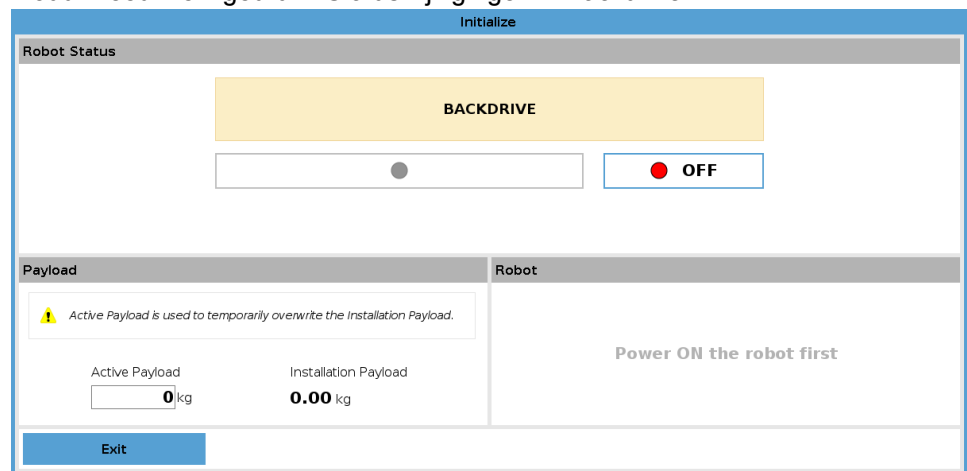 Initialize
Robot Status
BACKDRIVE
OFF
Payload
Robot
Active Payload is used to temporarily overwrite the Installation Payload.
Power ON the robot first
Active Payload
Installation Payload
0 kg
0.00 kg
Exit